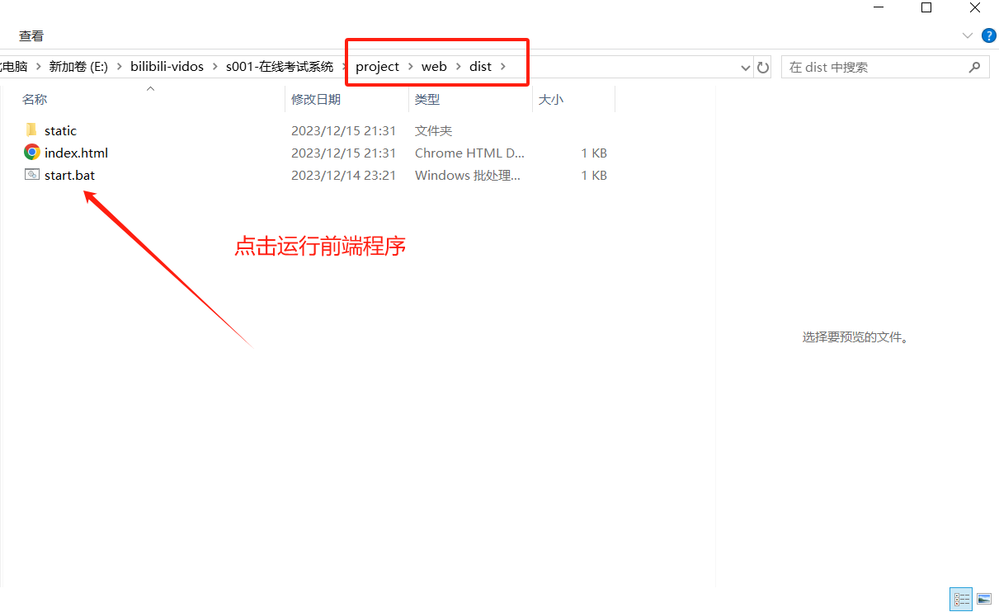 查看
电脑 > 新加卷 (E:) > bilibili-vidos > s001-在线考试系统 > project > web > dist >
在 dist 中搜索
名称 修改日期 类型 大小
static 2023/12/15 21:31 文件夹
index.html 2023/12/15 21:31 Chrome HTML D... 1 KB
start.bat 2023/12/14 23:21 Windows 批处理... 1 KB
点击运行前端程序
选择要预览的文件。